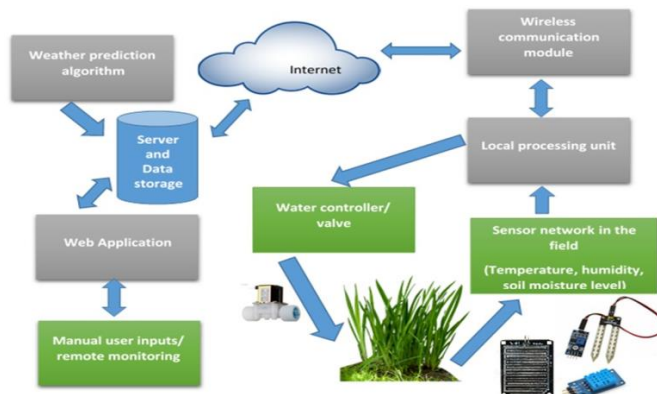 Weather prediction
algorithm
Internet
Wireless
communication
module
Server
and
Data
storage
Local processing unit
Water controller/
valve
Web Application
Sensor network in the
field
(Temperature, humidity,
soil moisture level)
Manual user inputs/
remote monitoring